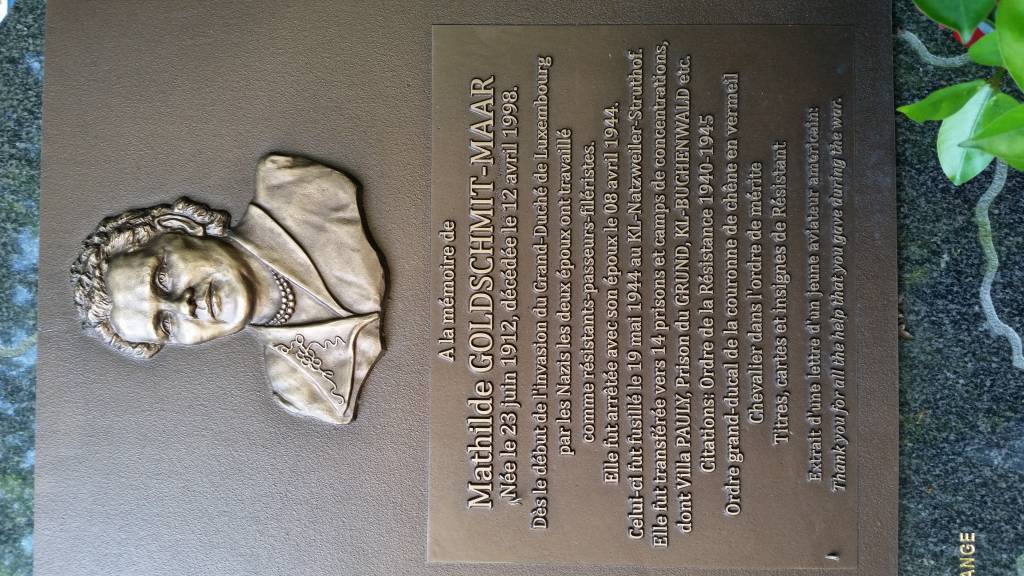 A la mémoire de
Mathilde GOLDSCHMIT-MAAR
Née le 23 juin 1912, décédée le 12 avril 1998.
Dès le début de l'invasion du Grand-Duché de Luxembourg
par les Nazis les deux époux ont travaillé
comme résistants-passeurs-filiérises.
Elle fut arrêtée avec son époux le 08 avril 1944.
Celui-ci fut fusillé le 19 mai 1944 au KL-Natzweiler-Struthof.
Elle fut transférée vers 14 prisons et camps de concentrations,
dont Villa PAULY, Prison du GRUND, KL-BUCHENWALD etc.
Citations: Ordre de la Résistance 1940-1945
Ordre grand-ducal de la couronne de chêne en vermeil
Chevalier dans l'ordre de mérite
Titres, cartes et insignes de Résistant
Extrait d'une lettre d'un jeune aviateur américain:
Thank you for all the help that you gave during the war.
ANGE